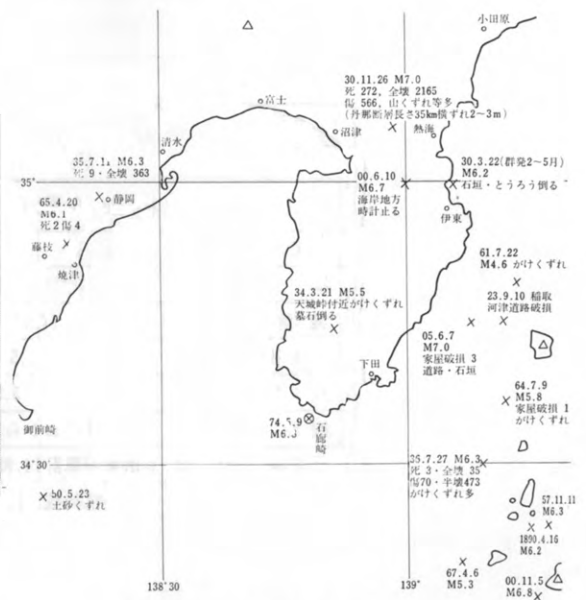 小田原
30.11.26 M7.0
死 272, 全壊 2165
傷 566, 山くずれ等多
(丹那断層長さ35km横ずれ2～3m)
富士
沼津
熱海
清水
35.7.11 M6.3
死 9・全壊 363
35°
静岡
00.6.10
M6.7
海岸地方
時計止る
30.3.22(群発2～5月)
M6.2
石垣・とうろう倒る
伊東
65.4.20
M6.1
死 2 傷 4
藤枝
焼津
61.7.22
M4.6 がけくずれ
34.3.21 M5.5
天城峠付近がけくずれ
墓石倒る
23.9.10 稲取
河津道路破損
05.6.7
M7.0
家屋破損 3
道路・石垣
下田
64.7.9
M5.8
家屋破損 1
がけくずれ
74.5.9
石廊崎
御前崎
34°30
35.7.27 M6.3
死 3・全壊 35
傷70・半壊473
がけくずれ多
50.5.23
土砂くずれ
57.11.11
M6.3
1890.4.16
M6.2
67.4.6
M5.3
00.11.5
M6.8
138°30
139°